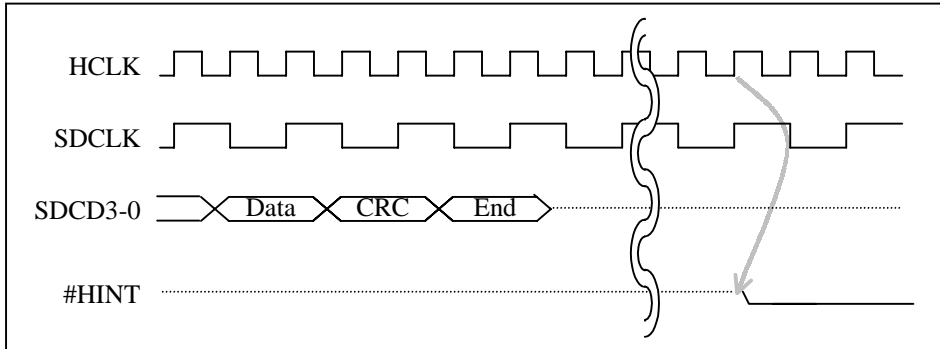 HCLK
SDCLK
SDCD3-0 Data CRC End
#HINT